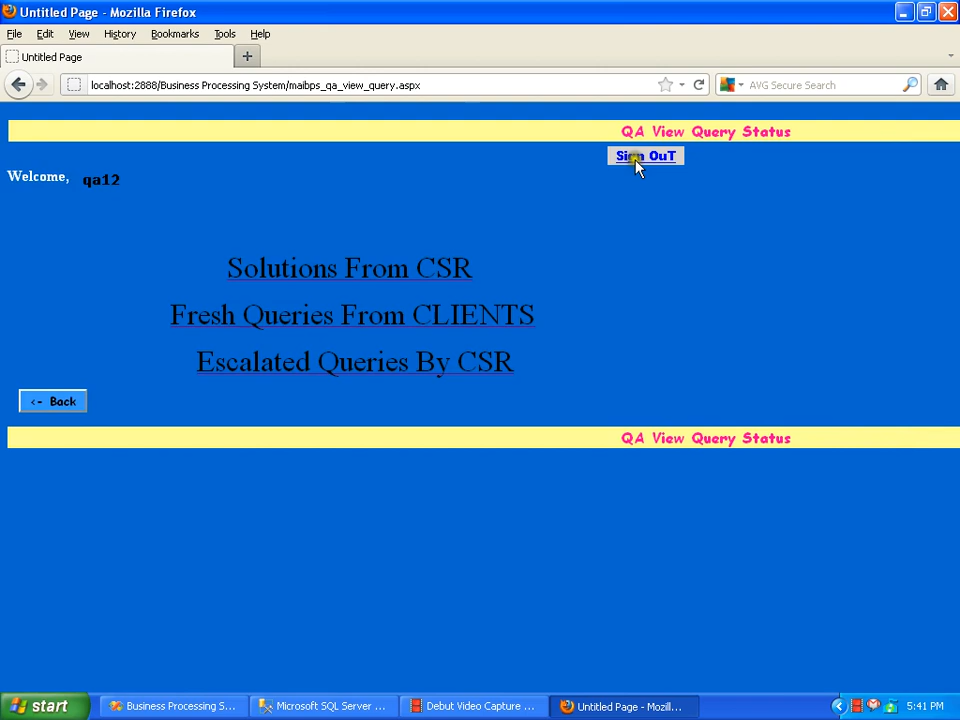 Untitled Page - Mozilla Firefox
File Edit View History Bookmarks Tools Help
Untitled Page
localhost:2888/Business Processing System/maibps_qa_view_query.aspx
AVG Secure Search
QA View Query Status
Sign OuT
Welcome, qa12
Solutions From CSR
Fresh Queries From CLIENTS
Escalated Queries By CSR
<- Back
QA View Query Status
start
Business Processing S...
Microsoft SQL Server ...
Debut Video Capture ...
Untitled Page - Mozill...
5:41 PM